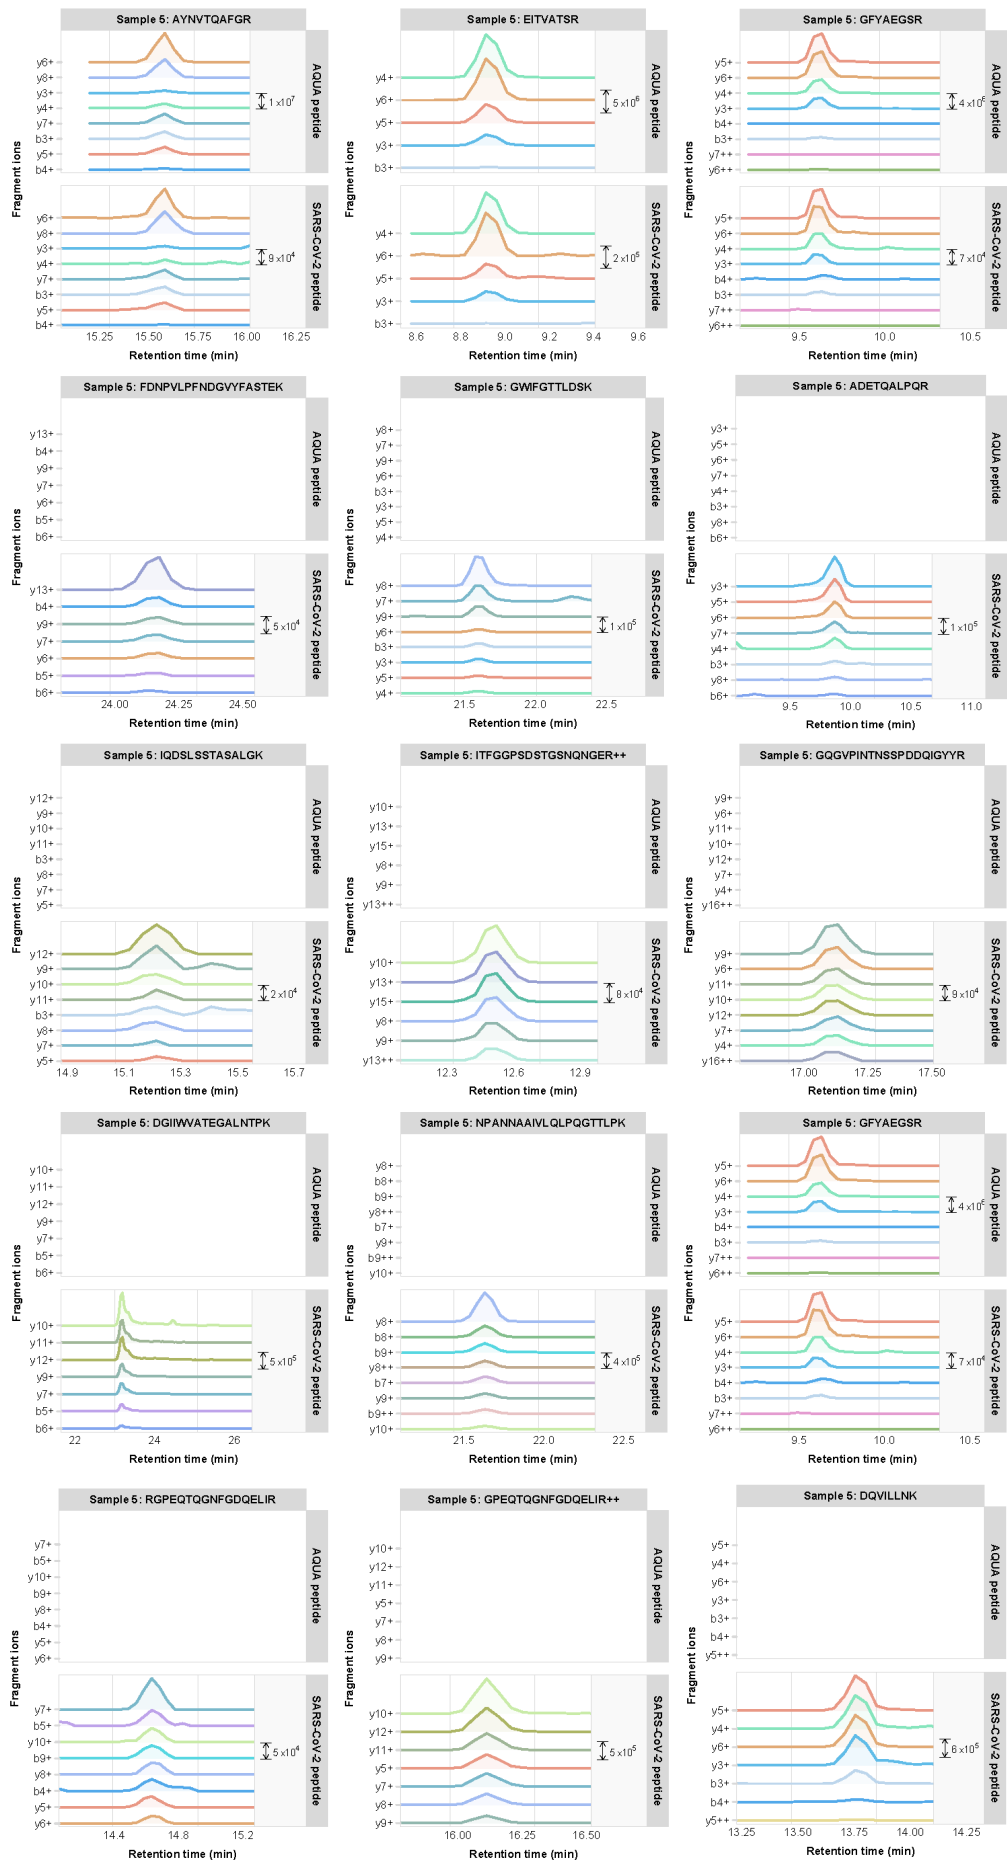 Sample 5: AYNVTQAFGR
y6+
y8+
y3+
y4+
y7+
b3+
y5+
b4+
1 x10⁷
AQUA peptide
Fragment ions
y6+
y8+
y3+
y4+
y7+
b3+
y5+
b4+
9 x10⁴
SARS-CoV-2 peptide
15.25 15.50 15.75 16.00 16.25
Retention time (min)
Sample 5: EITVATSR
y4+
y6+
y5+
y3+
b3+
5 x10⁶
AQUA peptide
Fragment ions
y4+
y6+
y5+
y3+
b3+
2 x10⁵
SARS-CoV-2 peptide
8.6 8.8 9.0 9.4 9.6
Retention time (min)
Sample 5: GFYAEGSR
y5+
y6+
y4+
y3+
b4+
b3+
y7++
y6++
4 x10⁶
AQUA peptide
Fragment ions
y5+
y6+
y4+
y3+
b4+
b3+
y7++
y6++
7 x10⁴
SARS-CoV-2 peptide
9.5 10.0 10.5
Retention time (min)
Sample 5: FDNPVLPFNDGVYFASTEK
y13+
b4+
y9+
y7+
y6+
b5+
b6+
AQUA peptide
Fragment ions
y13+
b4+
y9+
y7+
y6+
b5+
b6+
5 x10⁴
SARS-CoV-2 peptide
24.00 24.25 24.50
Retention time (min)
Sample 5: GWIFGTTLDSK
y8+
y7+
y9+
y6+
b3+
y3+
y5+
y4+
AQUA peptide
Fragment ions
y8+
y7+
y9+
y6+
b3+
y3+
y5+
y4+
1 x10⁵
SARS-CoV-2 peptide
21.5 22.0 22.5
Retention time (min)
Sample 5: ADETQALPQR
y3+
y5+
y6+
y7+
y4+
b3+
y8+
b6+
AQUA peptide
Fragment ions
y3+
y5+
y6+
y7+
y4+
b3+
y8+
b6+
1 x10⁵
SARS-CoV-2 peptide
9.5 10.0 10.5 11.0
Retention time (min)
Sample 5: IQDSLSSTASALGK
y12+
y9+
y10+
y11+
b3+
y8+
y7+
y5+
AQUA peptide
Fragment ions
y12+
y9+
y10+
y11+
b3+
y8+
y7+
y5+
2 x10⁴
SARS-CoV-2 peptide
14.9 15.1 15.3 15.5 15.7
Retention time (min)
Sample 5: ITFGGPSDSTGSNQNGER++
y10+
y13+
y15+
y8+
y9+
y13++
AQUA peptide
Fragment ions
y10+
y13+
y15+
y8+
y9+
y13++
8 x10⁴
SARS-CoV-2 peptide
12.3 12.6 12.9
Retention time (min)
Sample 5: GQGVPINTNSSPDDQIGYYR
y9+
y6+
y11+
y10+
y12+
y7+
y4+
y16++
AQUA peptide
Fragment ions
y9+
y6+
y11+
y10+
y12+
y7+
y4+
y16++
9 x10⁴
SARS-CoV-2 peptide
17.00 17.25 17.50
Retention time (min)
Sample 5: DGIIWVATEGALNTPK
y10+
y11+
y12+
y9+
y7+
b5+
b6+
AQUA peptide
Fragment ions
y10+
y11+
y12+
y9+
y7+
b5+
b6+
5 x10⁵
SARS-CoV-2 peptide
22 24 26
Retention time (min)
Sample 5: NPANNAAIVLQLPQGTTLPK
y8+
b8+
b9+
y8++
b7+
y9+
b9++
y10+
AQUA peptide
Fragment ions
y8+
b8+
b9+
y8++
b7+
y9+
b9++
y10+
4 x10⁵
SARS-CoV-2 peptide
21.5 22.0 22.5
Retention time (min)
Sample 5: GFYAEGSR
y5+
y6+
y4+
y3+
b4+
b3+
y7++
y6++
4 x10⁶
AQUA peptide
Fragment ions
y5+
y6+
y4+
y3+
b4+
b3+
y7++
y6++
7 x10⁴
SARS-CoV-2 peptide
9.5 10.0 10.5
Retention time (min)
Sample 5: RGPEQTQGNFGDQELIR
y7+
b5+
y10+
b9+
y8+
b4+
y5+
y6+
AQUA peptide
Fragment ions
y7+
b5+
y10+
b9+
y8+
b4+
y5+
y6+
5 x10⁴
SARS-CoV-2 peptide
14.4 14.8 15.2
Retention time (min)
Sample 5: GPEQTQGNFGDQELIR++
y10+
y12+
y11+
y5+
y7+
y8+
y9+
AQUA peptide
Fragment ions
y10+
y12+
y11+
y5+
y7+
y8+
y9+
5 x10⁵
SARS-CoV-2 peptide
16.00 16.25 16.50
Retention time (min)
Sample 5: DQVILLNK
y5+
y4+
y6+
y3+
b3+
b4+
y5++
AQUA peptide
Fragment ions
y5+
y4+
y6+
y3+
b3+
b4+
y5++
6 x10⁵
SARS-CoV-2 peptide
13.25 13.50 13.75 14.00 14.25
Retention time (min)